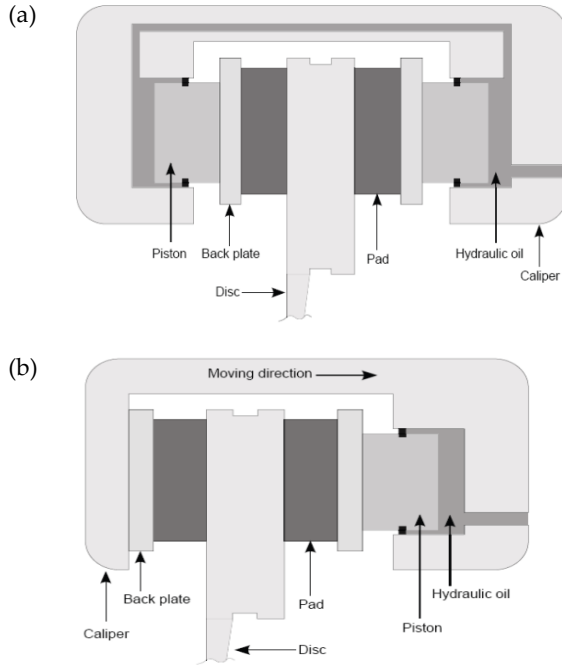 (a)
Piston
Back plate
Pad
Hydraulic oil
Caliper
Disc
(b)
Moving direction
Back plate
Pad
Hydraulic oil
Piston
Caliper
Disc